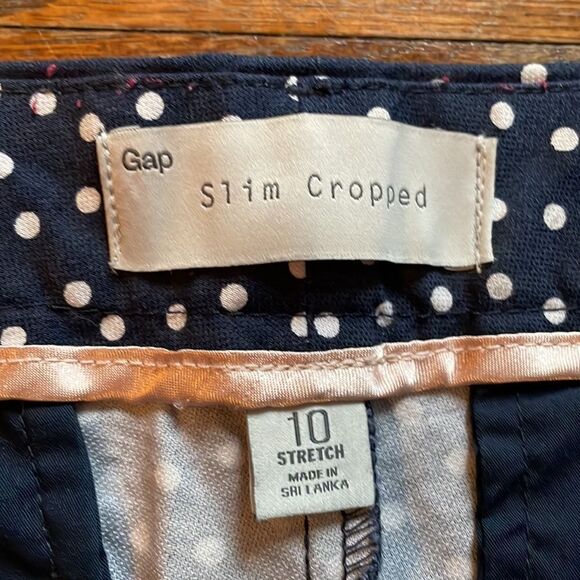 Gap
Slim Cropped
10
STRETCH
MADE IN
SRI LANKA